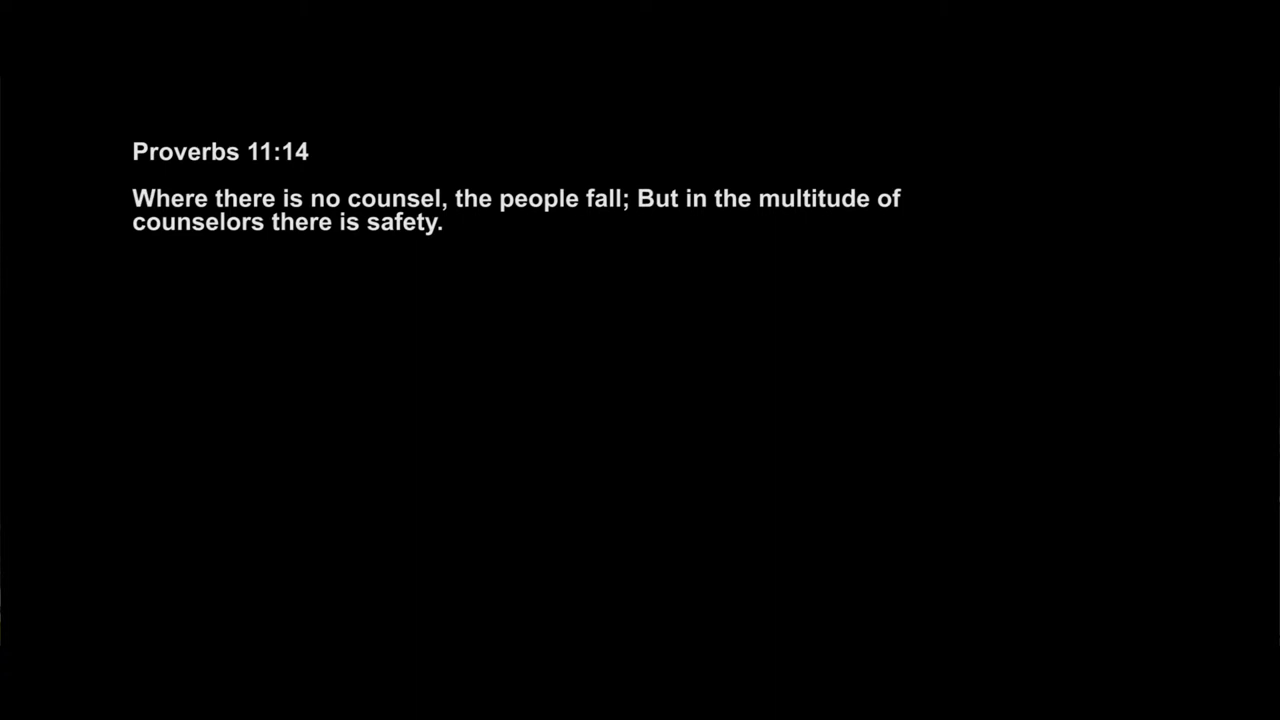 Proverbs 11:14
Where there is no counsel, the people fall; But in the multitude of
counselors there is safety.